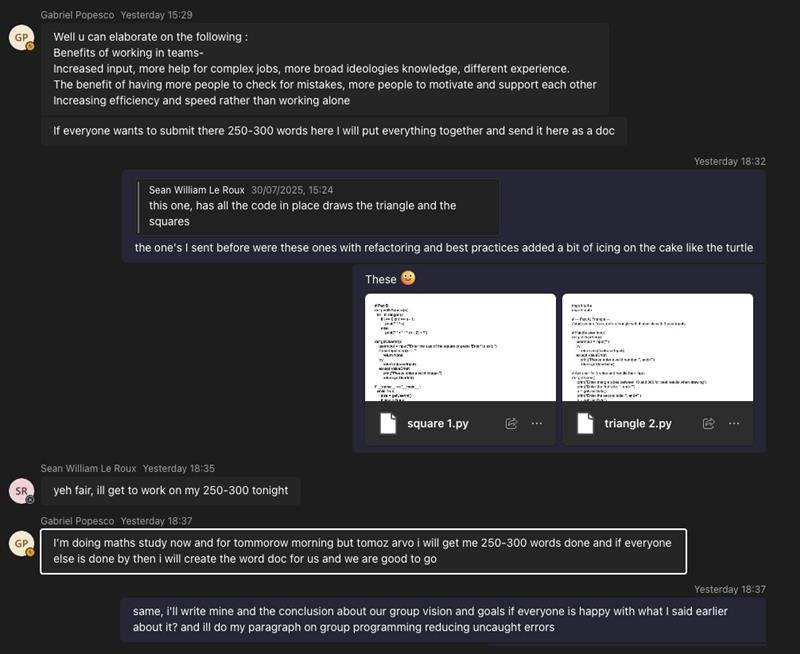 Gabriel Popesco Yesterday 15:29
GP
Well u can elaborate on the following :
Benefits of working in teams-
Increased input, more help for complex jobs, more broad ideologies knowledge, different experience.
The benefit of having more people to check for mistakes, more people to motivate and support each other
Increasing efficiency and speed rather than working alone
If everyone wants to submit there 250-300 words here I will put everything together and send it here as a doc
Yesterday 18:32
Sean William Le Roux 30/07/2025, 15:24
this one, has all the code in place draws the triangle and the
squares
the one's I sent before were these ones with refactoring and best practices added a bit of icing on the cake like the turtle
These
square 1.py
triangle 2.py
Sean William Le Roux Yesterday 18:35
SR
yeh fair, ill get to work on my 250-300 tonight
Gabriel Popesco Yesterday 18:37
GP
I'm doing maths study now and for tommorow morning but tomoz arvo i will get me 250-300 words done and if everyone
else is done by then i will create the word doc for us and we are good to go
Yesterday 18:37
same, i'll write mine and the conclusion about our group vision and goals if everyone is happy with what I said earlier
about it? and ill do my paragraph on group programming reducing uncaught errors